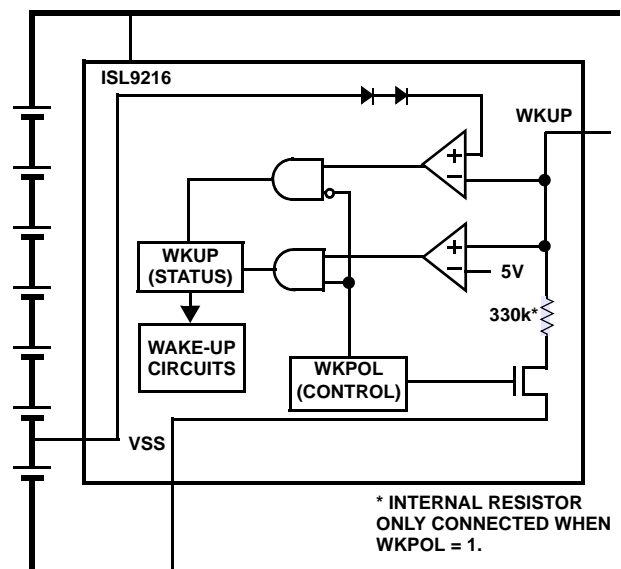 ISL9216
WKUP
+
−
+
−
5V
WKUP
(STATUS)
330k*
WAKE-UP
CIRCUITS
WKPOL
(CONTROL)
VSS
* INTERNAL RESISTOR
ONLY CONNECTED WHEN
WKPOL = 1.